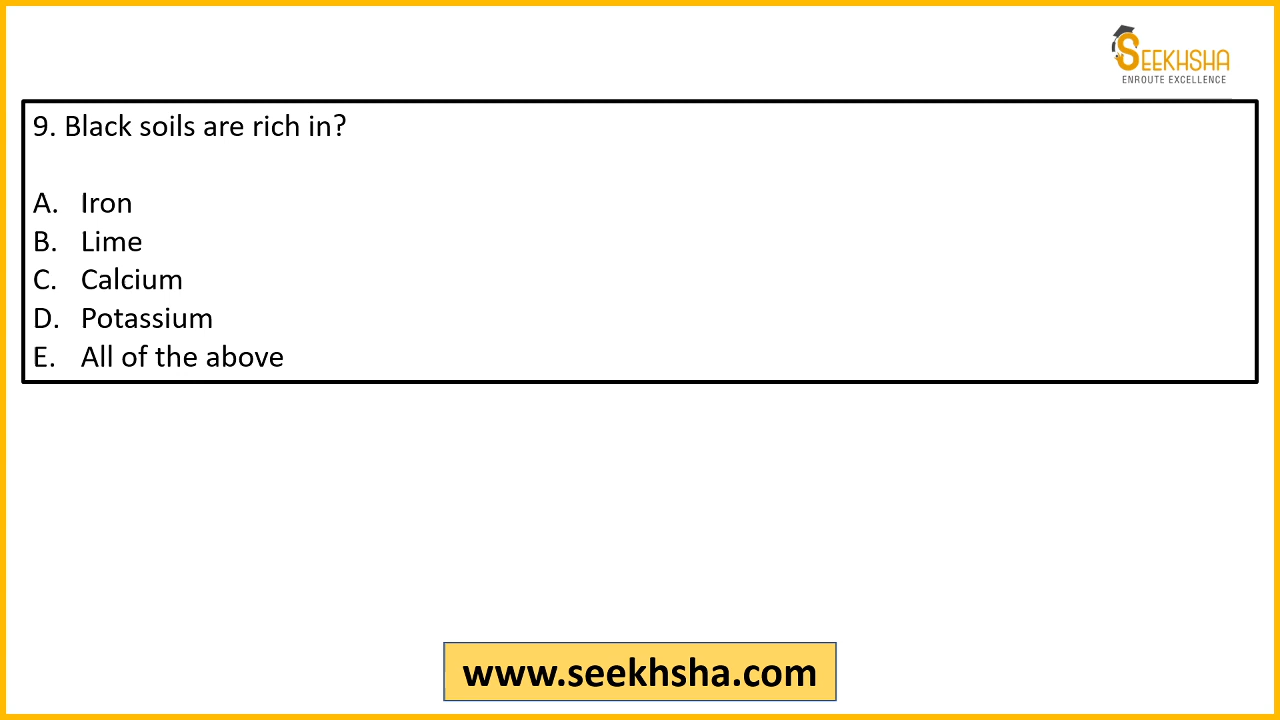 SEEKHSHA
ENROUTE EXCELLENCE
9. Black soils are rich in?
A. Iron
B. Lime
C. Calcium
D. Potassium
E. All of the above
www.seekhsha.com